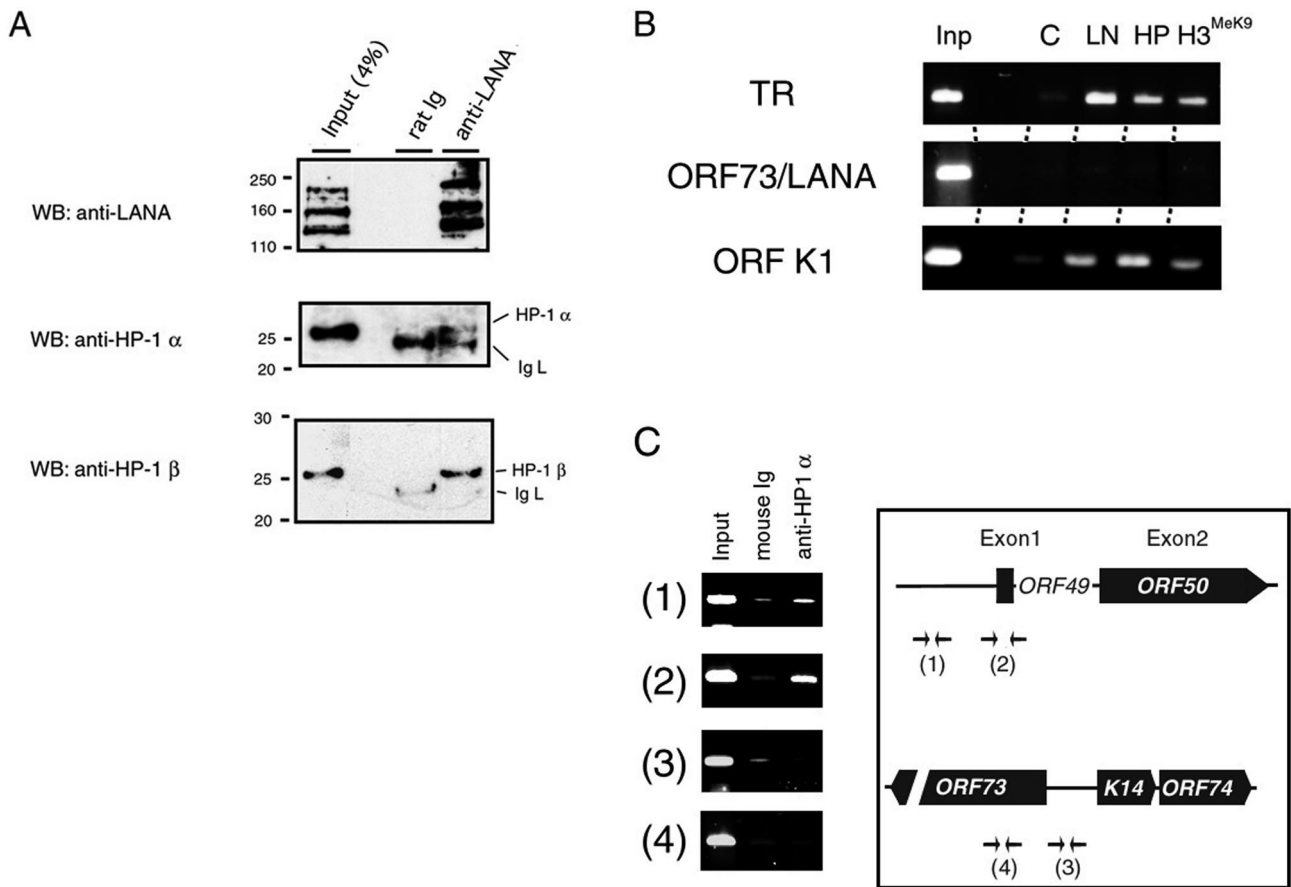 A
Input (4%)
rat Ig
anti-LANA
WB: anti-LANA
250
160
110
WB: anti-HP-1 α
25
20
HP-1 α
Ig L
WB: anti-HP-1 β
30
25
20
HP-1 β
Ig L
B
Inp C LN HP H3MeK9
TR
ORF73/LANA
ORF K1
C
Input
mouse Ig
anti-HP1 α
(1)
(2)
(3)
(4)
Exon1 Exon2
ORF49 ORF50
(1) (2)
ORF73 K14 ORF74
(4) (3)